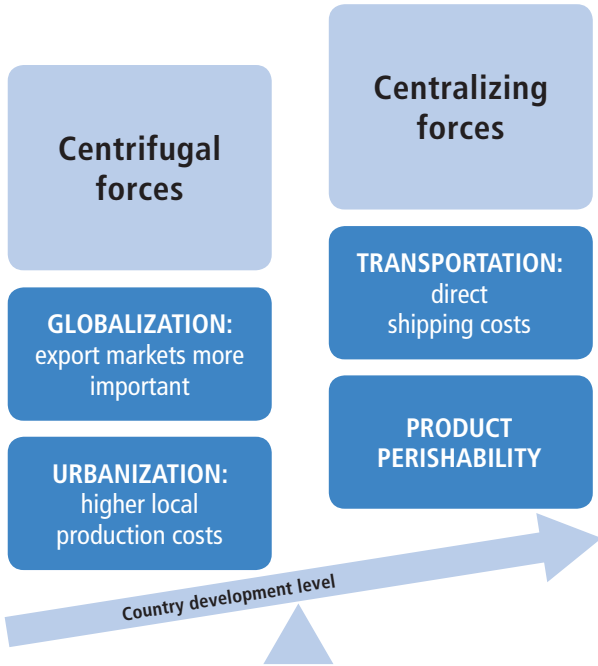 Centrifugal
forces
GLOBALIZATION:
export markets more
important
URBANIZATION:
higher local
production costs
Centralizing
forces
TRANSPORTATION:
direct
shipping costs
PRODUCT
PERISHABILITY
Country development level